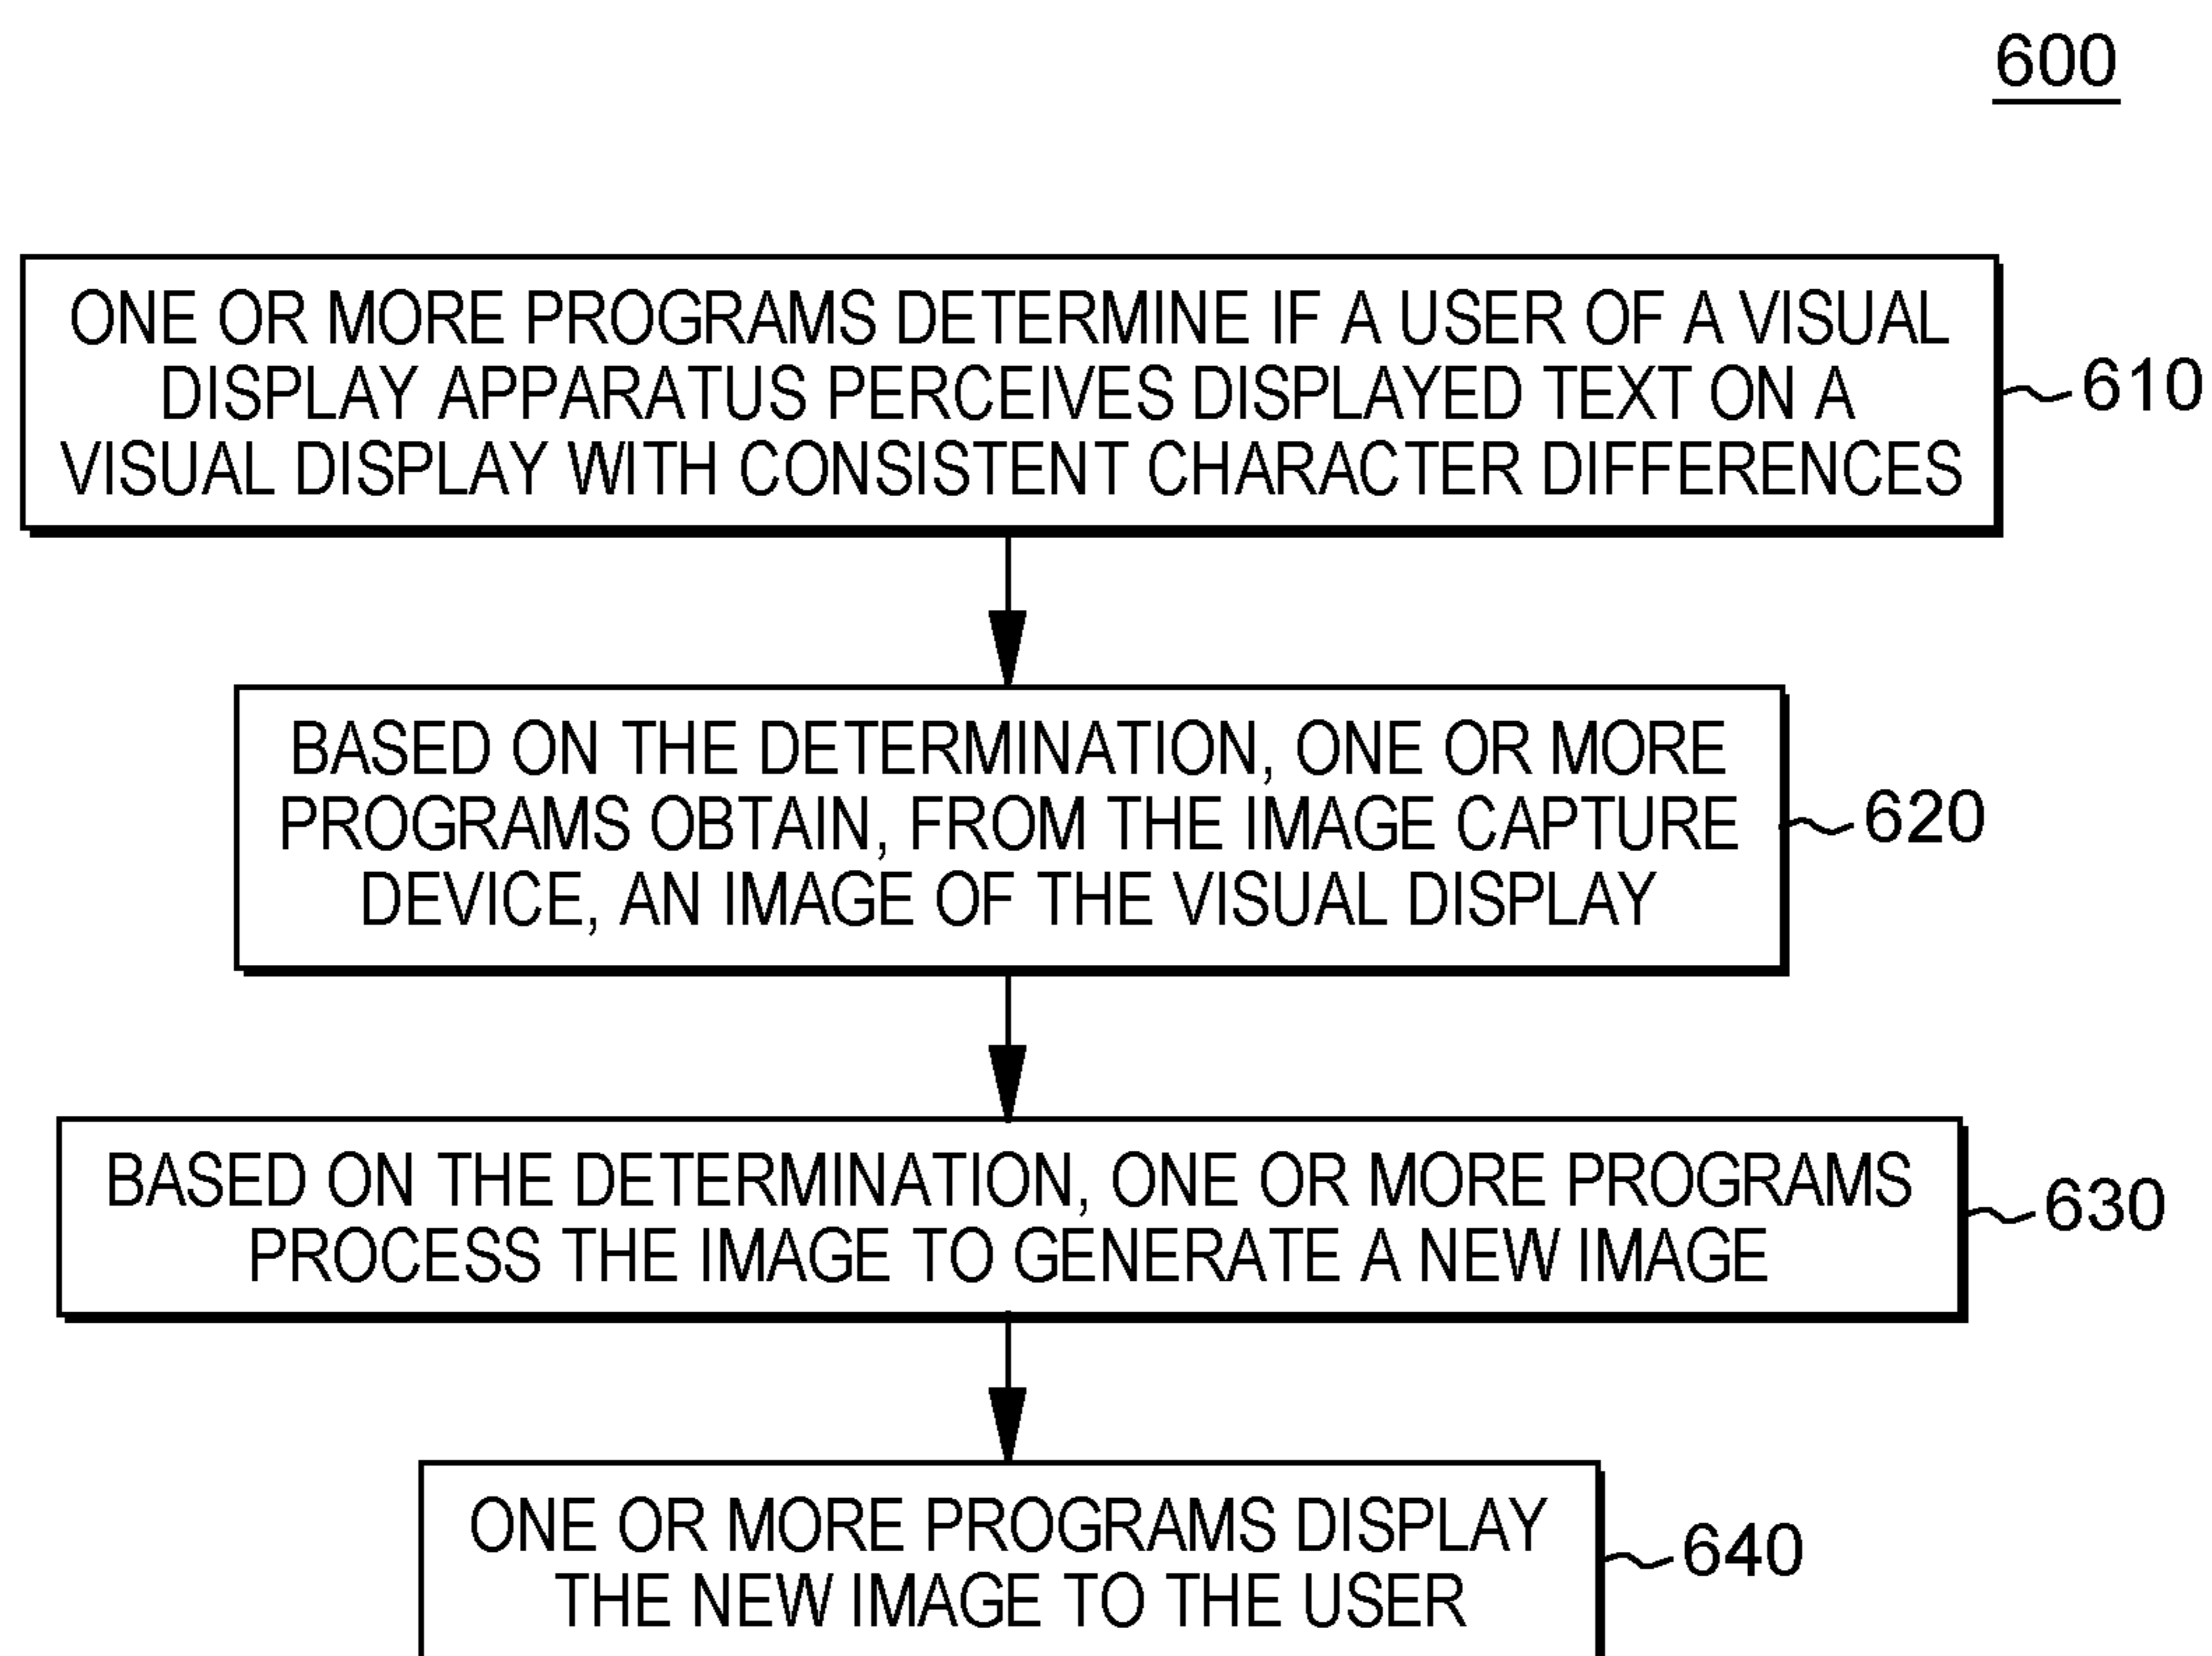 600
ONE OR MORE PROGRAMS DETERMINE IF A USER OF A VISUAL
DISPLAY APPARATUS PERCEIVES DISPLAYED TEXT ON A
VISUAL DISPLAY WITH CONSISTENT CHARACTER DIFFERENCES
610
BASED ON THE DETERMINATION, ONE OR MORE
PROGRAMS OBTAIN, FROM THE IMAGE CAPTURE
DEVICE, AN IMAGE OF THE VISUAL DISPLAY
620
BASED ON THE DETERMINATION, ONE OR MORE PROGRAMS
PROCESS THE IMAGE TO GENERATE A NEW IMAGE
630
ONE OR MORE PROGRAMS DISPLAY
THE NEW IMAGE TO THE USER
640